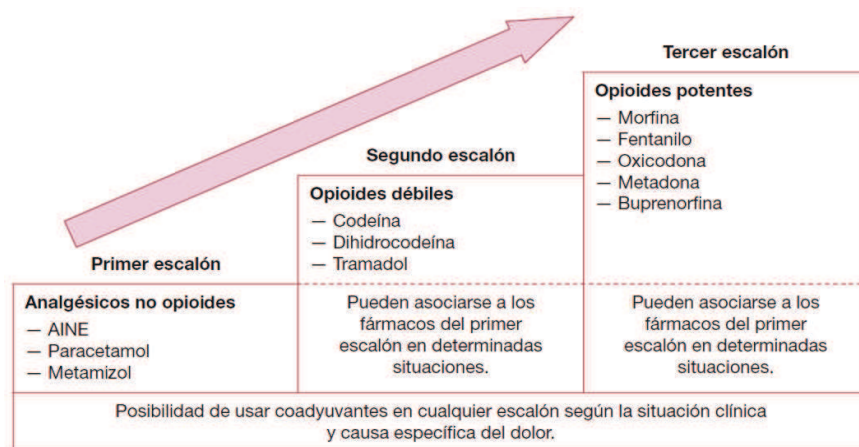 Primer escalón
Analgésicos no opioides
— AINE
— Paracetamol
— Metamizol
Segundo escalón
Opioides débiles
— Codeína
— Dihidrocodeína
— Tramadol
Pueden asociarse a los
fármacos del primer
escalón en determinadas
situaciones.
Tercer escalón
Opioides potentes
— Morfina
— Fentanilo
— Oxicodona
— Metadona
— Buprenorfina
Pueden asociarse a los
fármacos del primer
escalón en determinadas
situaciones.
Posibilidad de usar coadyuvantes en cualquier escalón según la situación clínica
y causa específica del dolor.